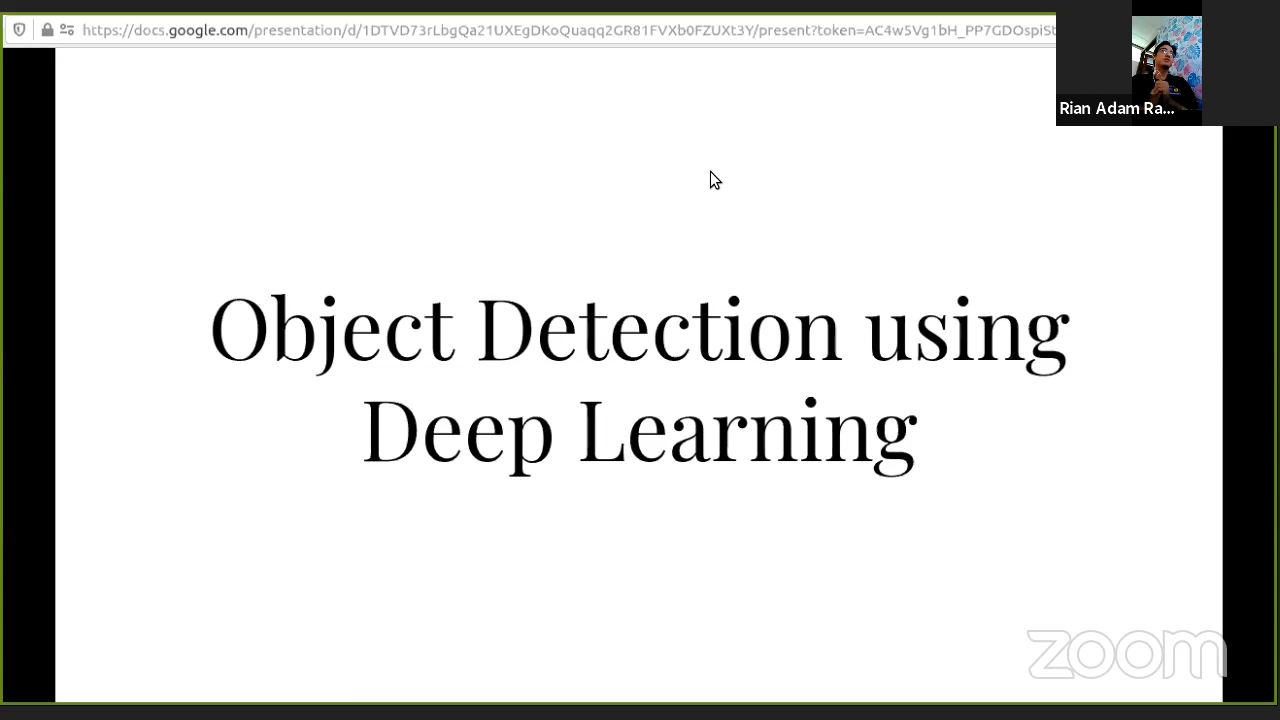 https://docs.google.com/presentation/d/1DTVD73rLbgQa21UXEgDKoQuaqq2GR81FVXb0FZUXt3Y/present?token=AC4w5Vg1bH_PP7GDOspiSt
Rian Adam Ra...
Object Detection using
Deep Learning
zoom